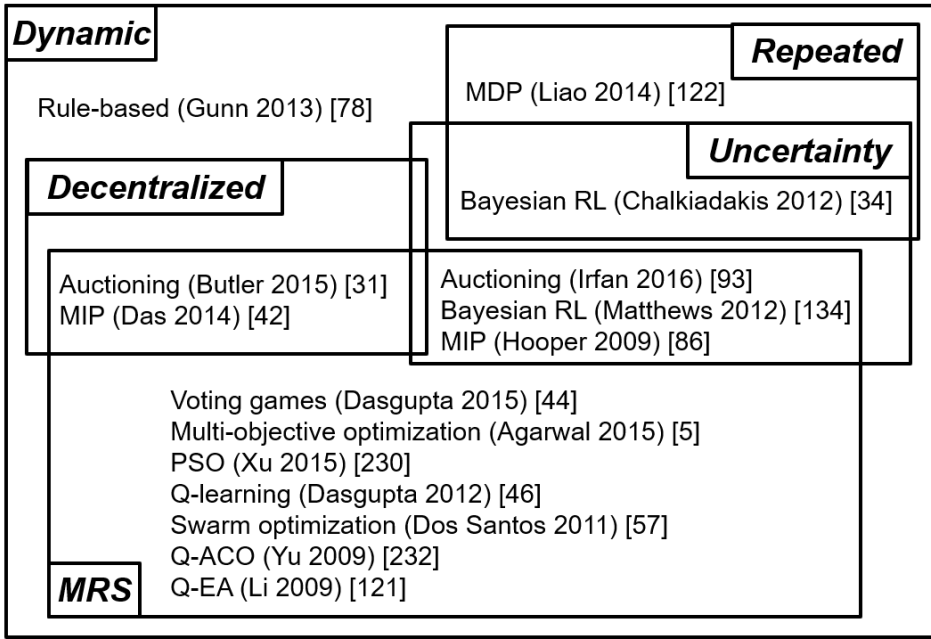 Dynamic
Repeated
MDP (Liao 2014) [122]
Rule-based (Gunn 2013) [78]
Uncertainty
Decentralized
Bayesian RL (Chalkiadakis 2012) [34]
Auctioning (Butler 2015) [31]
MIP (Das 2014) [42]
Auctioning (Irfan 2016) [93]
Bayesian RL (Matthews 2012) [134]
MIP (Hooper 2009) [86]
Voting games (Dasgupta 2015) [44]
Multi-objective optimization (Agarwal 2015) [5]
PSO (Xu 2015) [230]
Q-learning (Dasgupta 2012) [46]
Swarm optimization (Dos Santos 2011) [57]
Q-ACO (Yu 2009) [232]
Q-EA (Li 2009) [121]
MRS